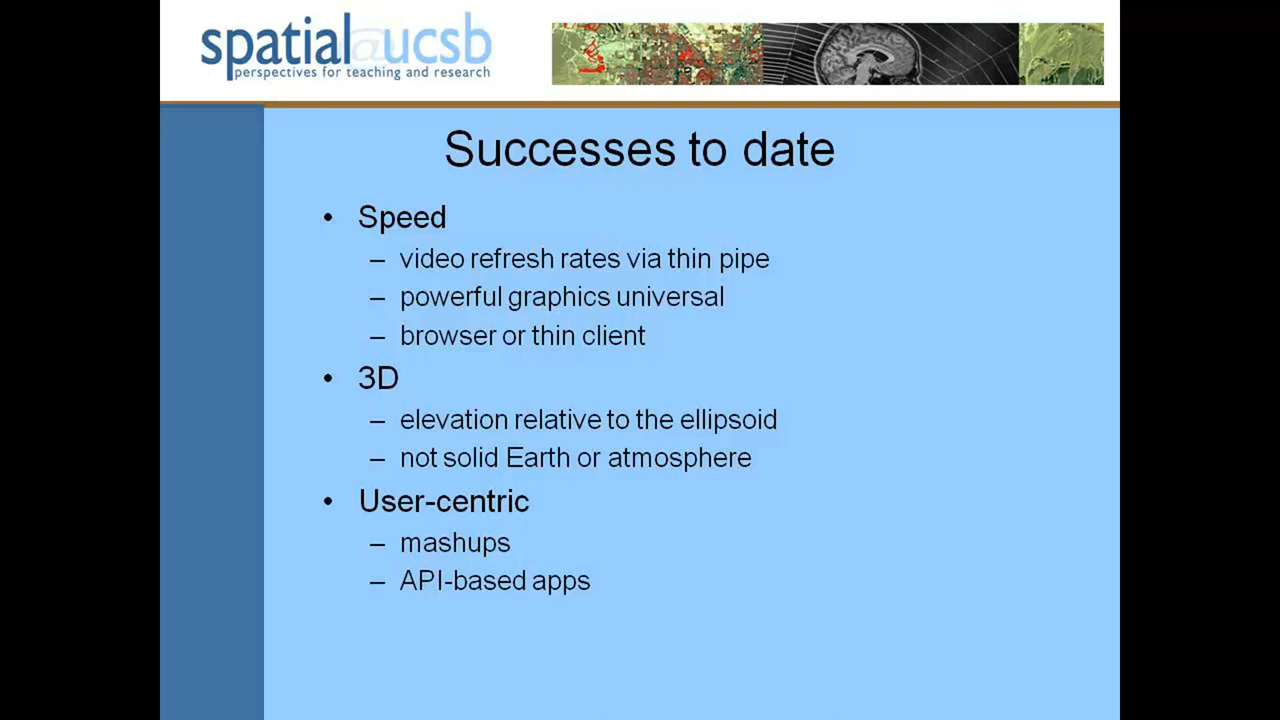 spatial@ucsb
perspectives for teaching and research
Successes to date
• Speed
– video refresh rates via thin pipe
– powerful graphics universal
– browser or thin client
• 3D
– elevation relative to the ellipsoid
– not solid Earth or atmosphere
• User-centric
– mashups
– API-based apps